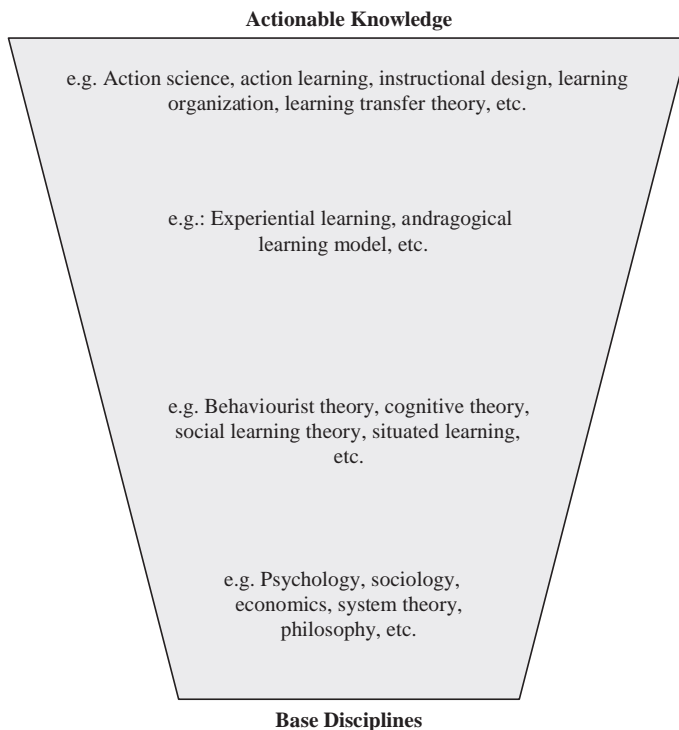 Actionable Knowledge
e.g. Action science, action learning, instructional design, learning
organization, learning transfer theory, etc.
e.g.: Experiential learning, andragogical
learning model, etc.
e.g. Behaviourist theory, cognitive theory,
social learning theory, situated learning,
etc.
e.g. Psychology, sociology,
economics, system theory,
philosophy, etc.
Base Disciplines